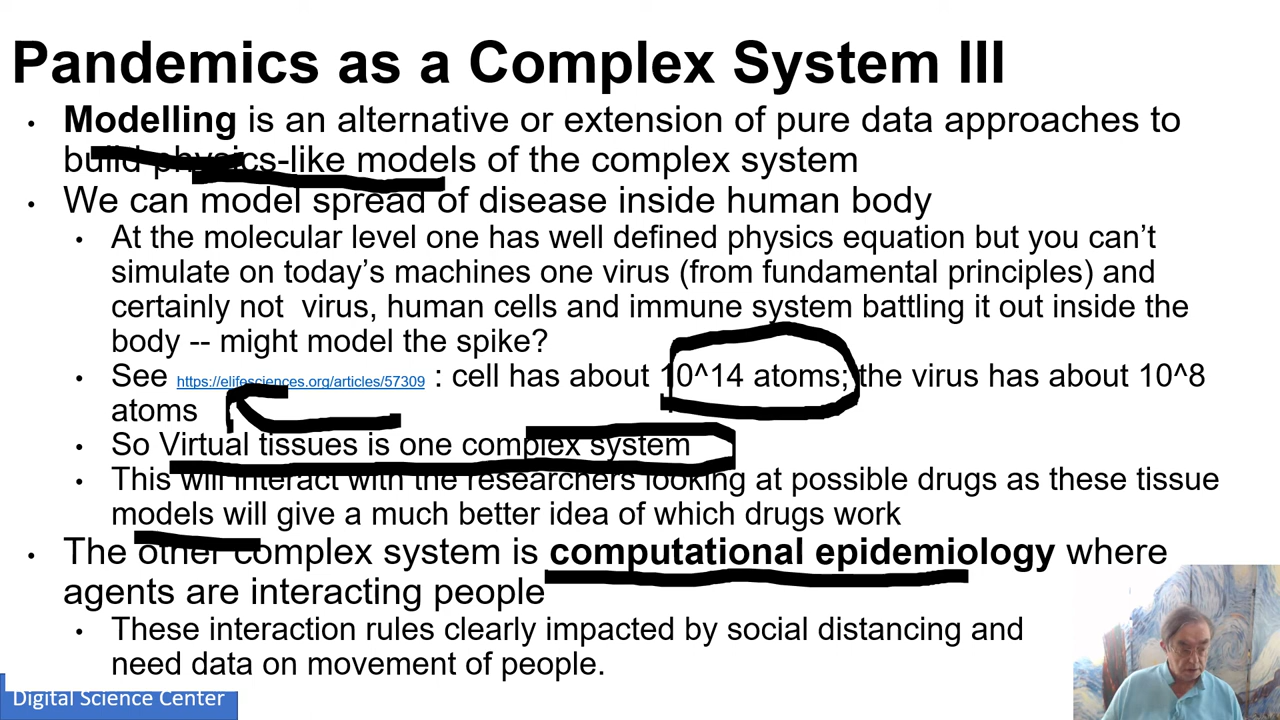 Pandemics as a Complex System III
• Modelling is an alternative or extension of pure data approaches to
build physics-like models of the complex system
• We can model spread of disease inside human body
• At the molecular level one has well defined physics equation but you can’t
simulate on today’s machines one virus (from fundamental principles) and
certainly not virus, human cells and immune system battling it out inside the
body -- might model the spike?
• See https://elifesciences.org/articles/57309 : cell has about 10^14 atoms; the virus has about 10^8
atoms
• So Virtual tissues is one complex system
• This will interact with the researchers looking at possible drugs as these tissue
models will give a much better idea of which drugs work
• The other complex system is computational epidemiology where
agents are interacting people
• These interaction rules clearly impacted by social distancing and
need data on movement of people.
Digital Science Center